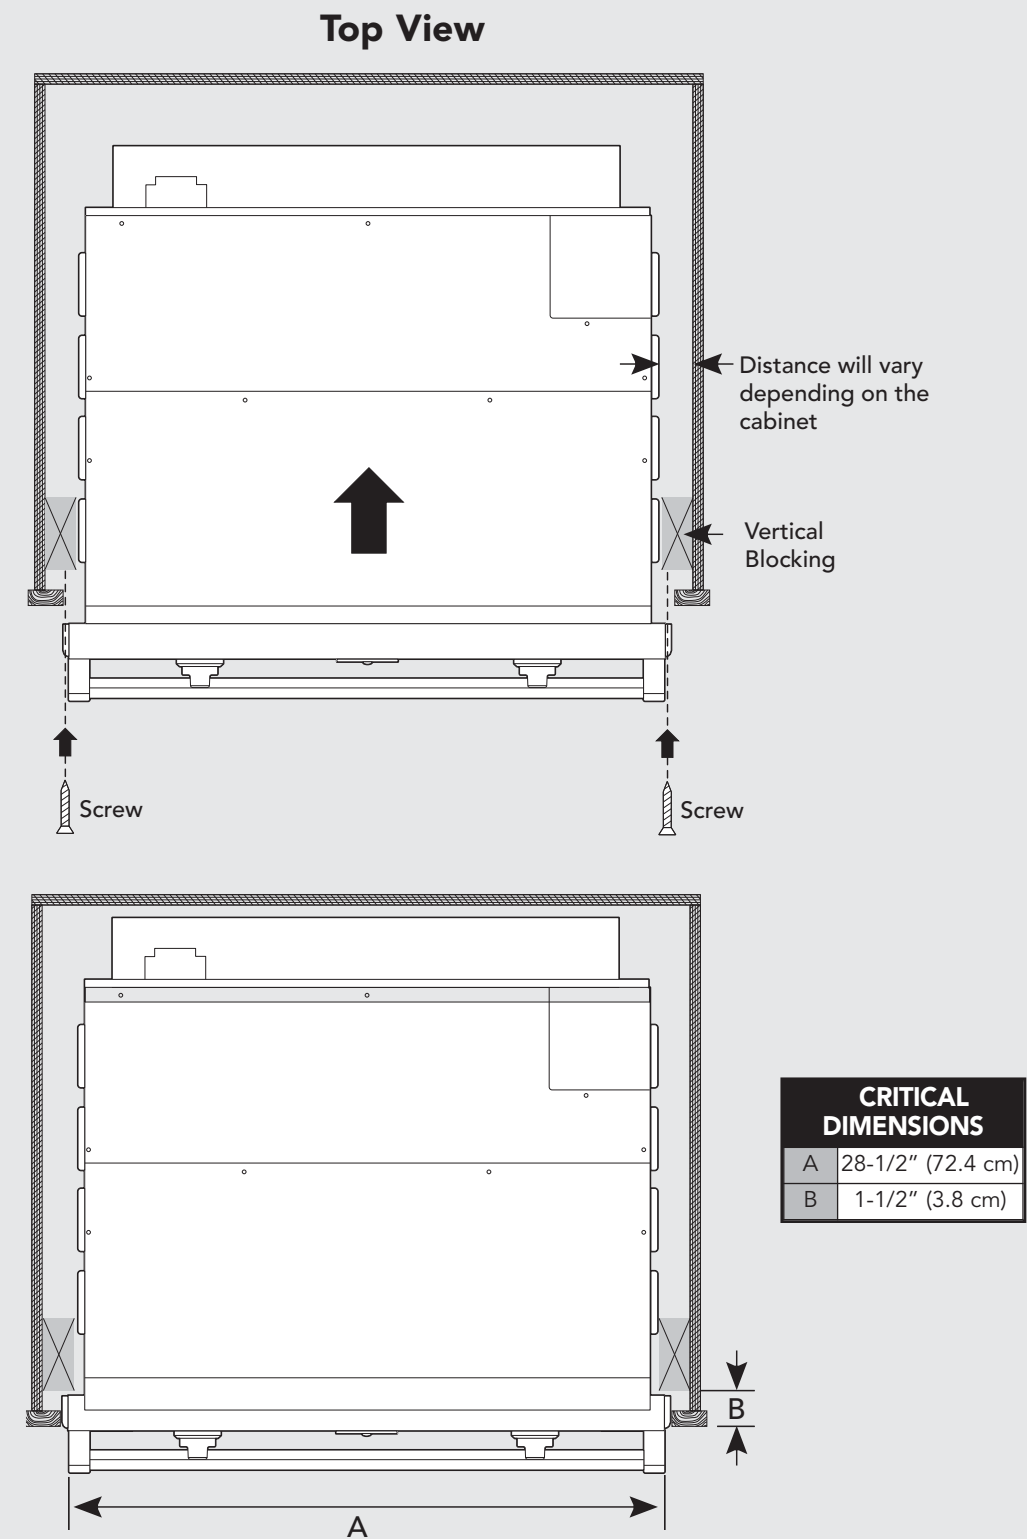 Top View
Distance will vary
depending on the
cabinet
Vertical
Blocking
Screw
Screw
CRITICAL
DIMENSIONS
A 28-1/2” (72.4 cm)
B 1-1/2” (3.8 cm)
B
A